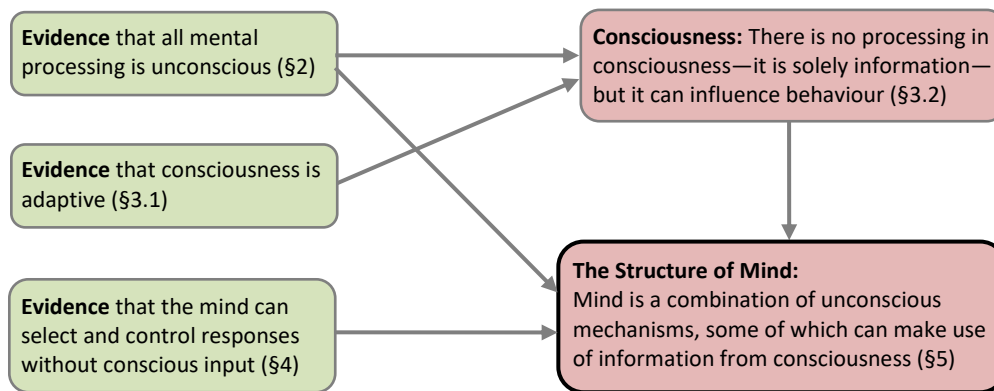 Evidence that all mental
processing is unconscious (§2)
Consciousness: There is no processing in
consciousness—it is solely information—
but it can influence behaviour (§3.2)
Evidence that consciousness is
adaptive (§3.1)
Evidence that the mind can
select and control responses
without conscious input (§4)
The Structure of Mind:
Mind is a combination of unconscious
mechanisms, some of which can make use
of information from consciousness (§5)